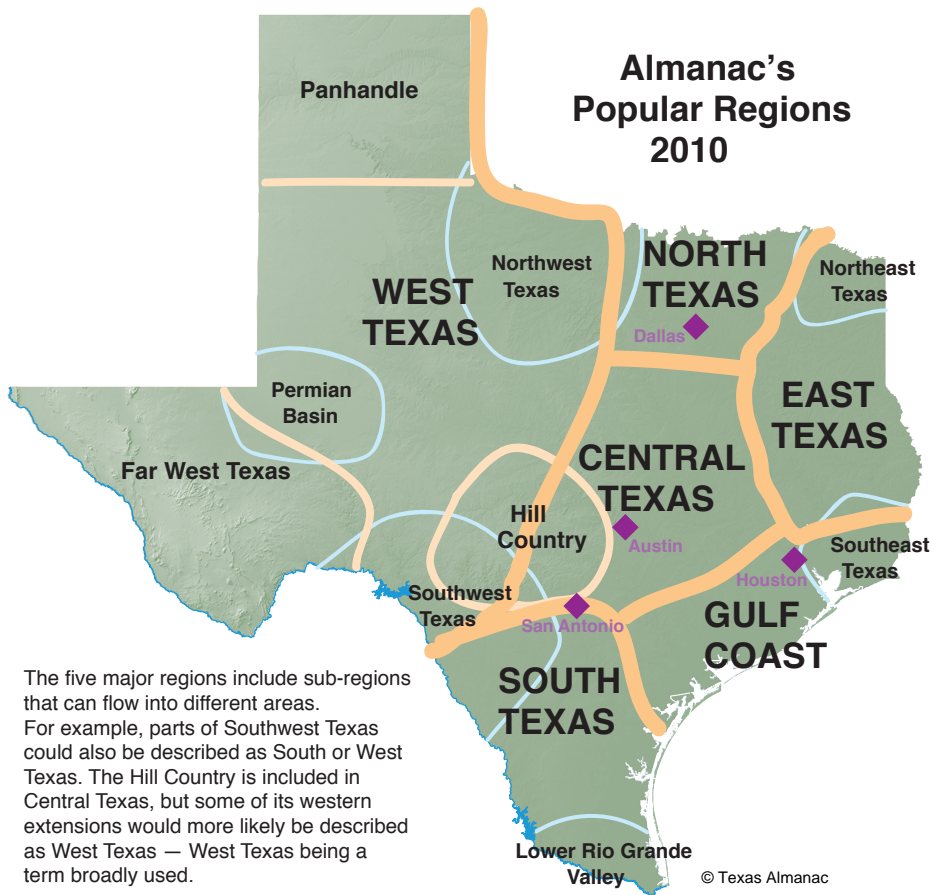 Almanac's
Popular Regions
2010
Panhandle
Northwest
Texas
NORTH
TEXAS
Northeast
Texas
WEST
TEXAS
Dallas
Permian
Basin
EAST
TEXAS
Far West Texas
CENTRAL
TEXAS
Hill
Country
Austin
Southeast
Texas
Houston
Southwest
Texas
San Antonio
GULF
COAST
SOUTH
TEXAS
The five major regions include sub-regions
that can flow into different areas.
For example, parts of Southwest Texas
could also be described as South or West
Texas. The Hill Country is included in
Central Texas, but some of its western
extensions would more likely be described
as West Texas — West Texas being a
term broadly used.
Lower Rio Grande
Valley
© Texas Almanac